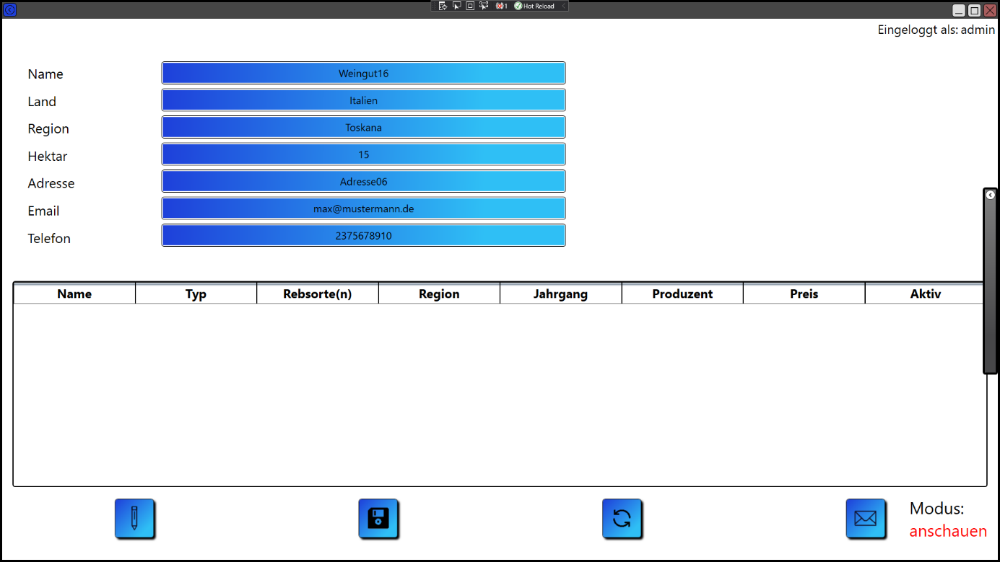 1 Hot Reload
Eingeloggt als: admin
Name Weingut16
Land Italien
Region Toskana
Hektar 15
Adresse Adresse06
Email max@mustermann.de
Telefon 2375678910
Name Typ Rebsorte(n) Region Jahrgang Produzent Preis Aktiv
Modus:
anschauen